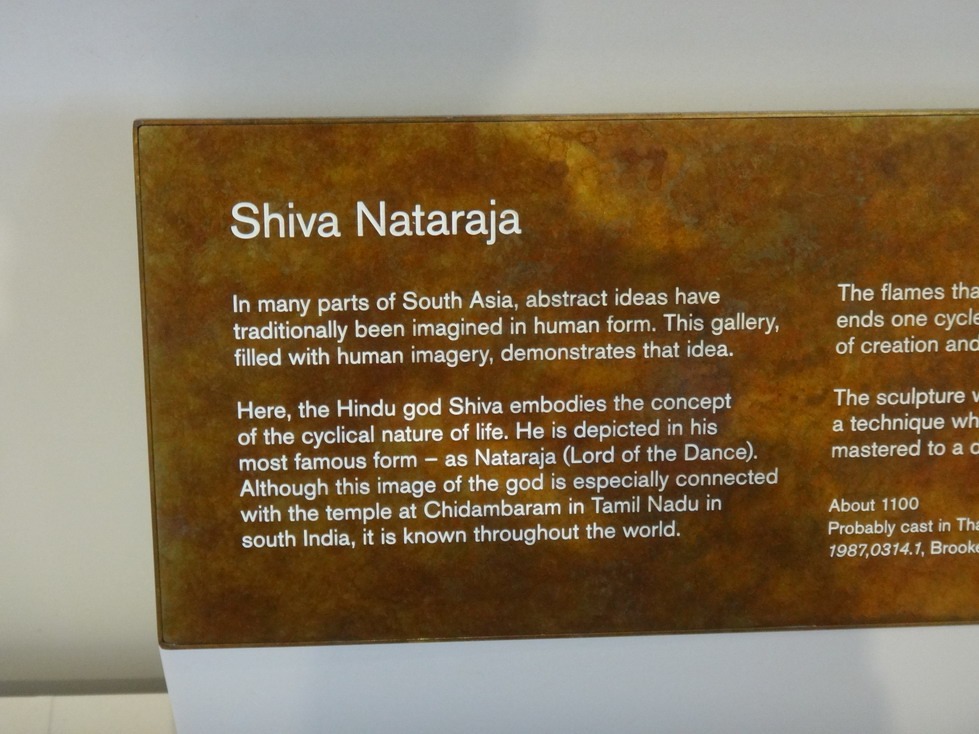 Shiva Nataraja
In many parts of South Asia, abstract ideas have
traditionally been imagined in human form. This gallery,
filled with human imagery, demonstrates that idea.
Here, the Hindu god Shiva embodies the concept
of the cyclical nature of life. He is depicted in his
most famous form – as Nataraja (Lord of the Dance).
Although this image of the god is especially connected
with the temple at Chidambaram in Tamil Nadu in
south India, it is known throughout the world.
The flames
ends one
of creation and
The sculpture
a technique
mastered to a
About 1100
Probably cast in
1987,0314.1,